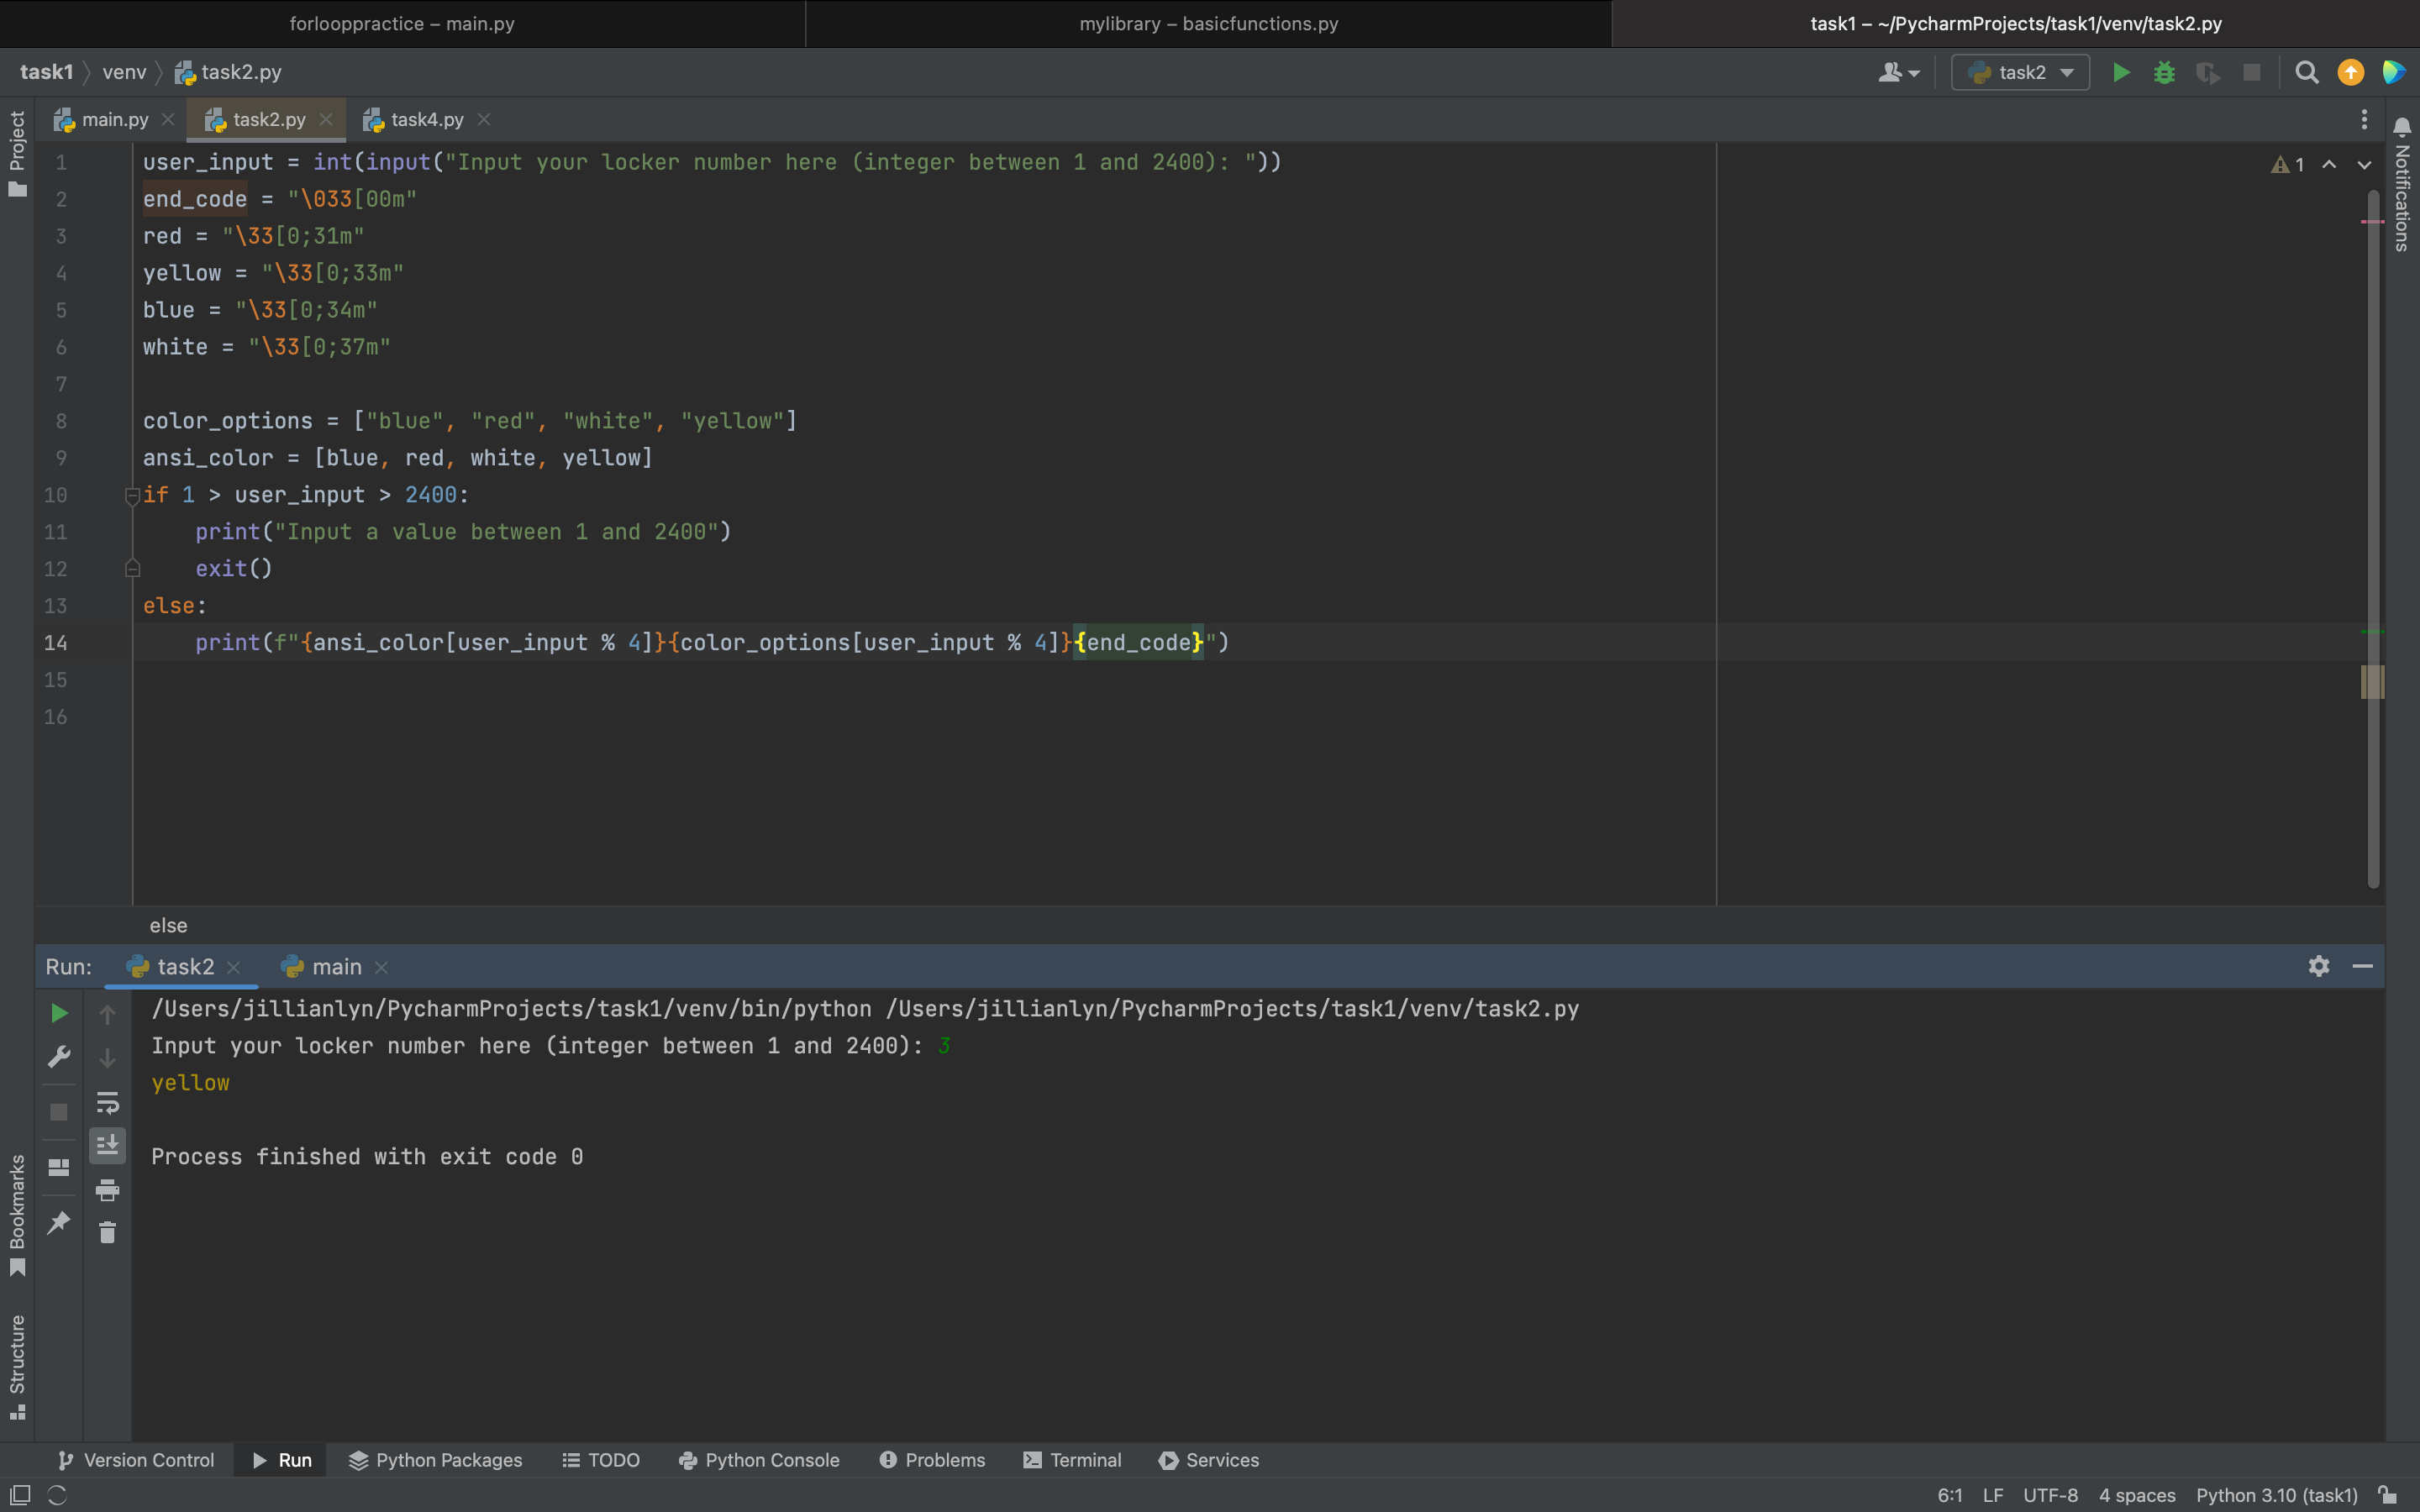 forlooppractice – main.py
mylibrary – basicfunctions.py
task1 – ~/PycharmProjects/task1/venv/task2.py
task1 venv task2.py
task2
main.py task2.py task4.py
Project
Notifications
1
1 user_input = int(input("Input your locker number here (integer between 1 and 2400): "))
2 end_code = "\033[00m"
3 red = "\33[0;31m"
4 yellow = "\33[0;33m"
5 blue = "\33[0;34m"
6 white = "\33[0;37m"
7
8 color_options = ["blue", "red", "white", "yellow"]
9 ansi_color = [blue, red, white, yellow]
10 if 1 > user_input > 2400:
11     print("Input a value between 1 and 2400")
12     exit()
13 else:
14     print(f"{ansi_color[user_input % 4]}{color_options[user_input % 4]}{end_code}")
15
16
else
Run: task2 main
/Users/jillianlyn/PycharmProjects/task1/venv/bin/python /Users/jillianlyn/PycharmProjects/task1/venv/task2.py
Input your locker number here (integer between 1 and 2400): 3
yellow
Process finished with exit code 0
Bookmarks
Structure
Version Control Run Python Packages TODO Python Console Problems Terminal Services
6:1 LF UTF-8 4 spaces Python 3.10 (task1)